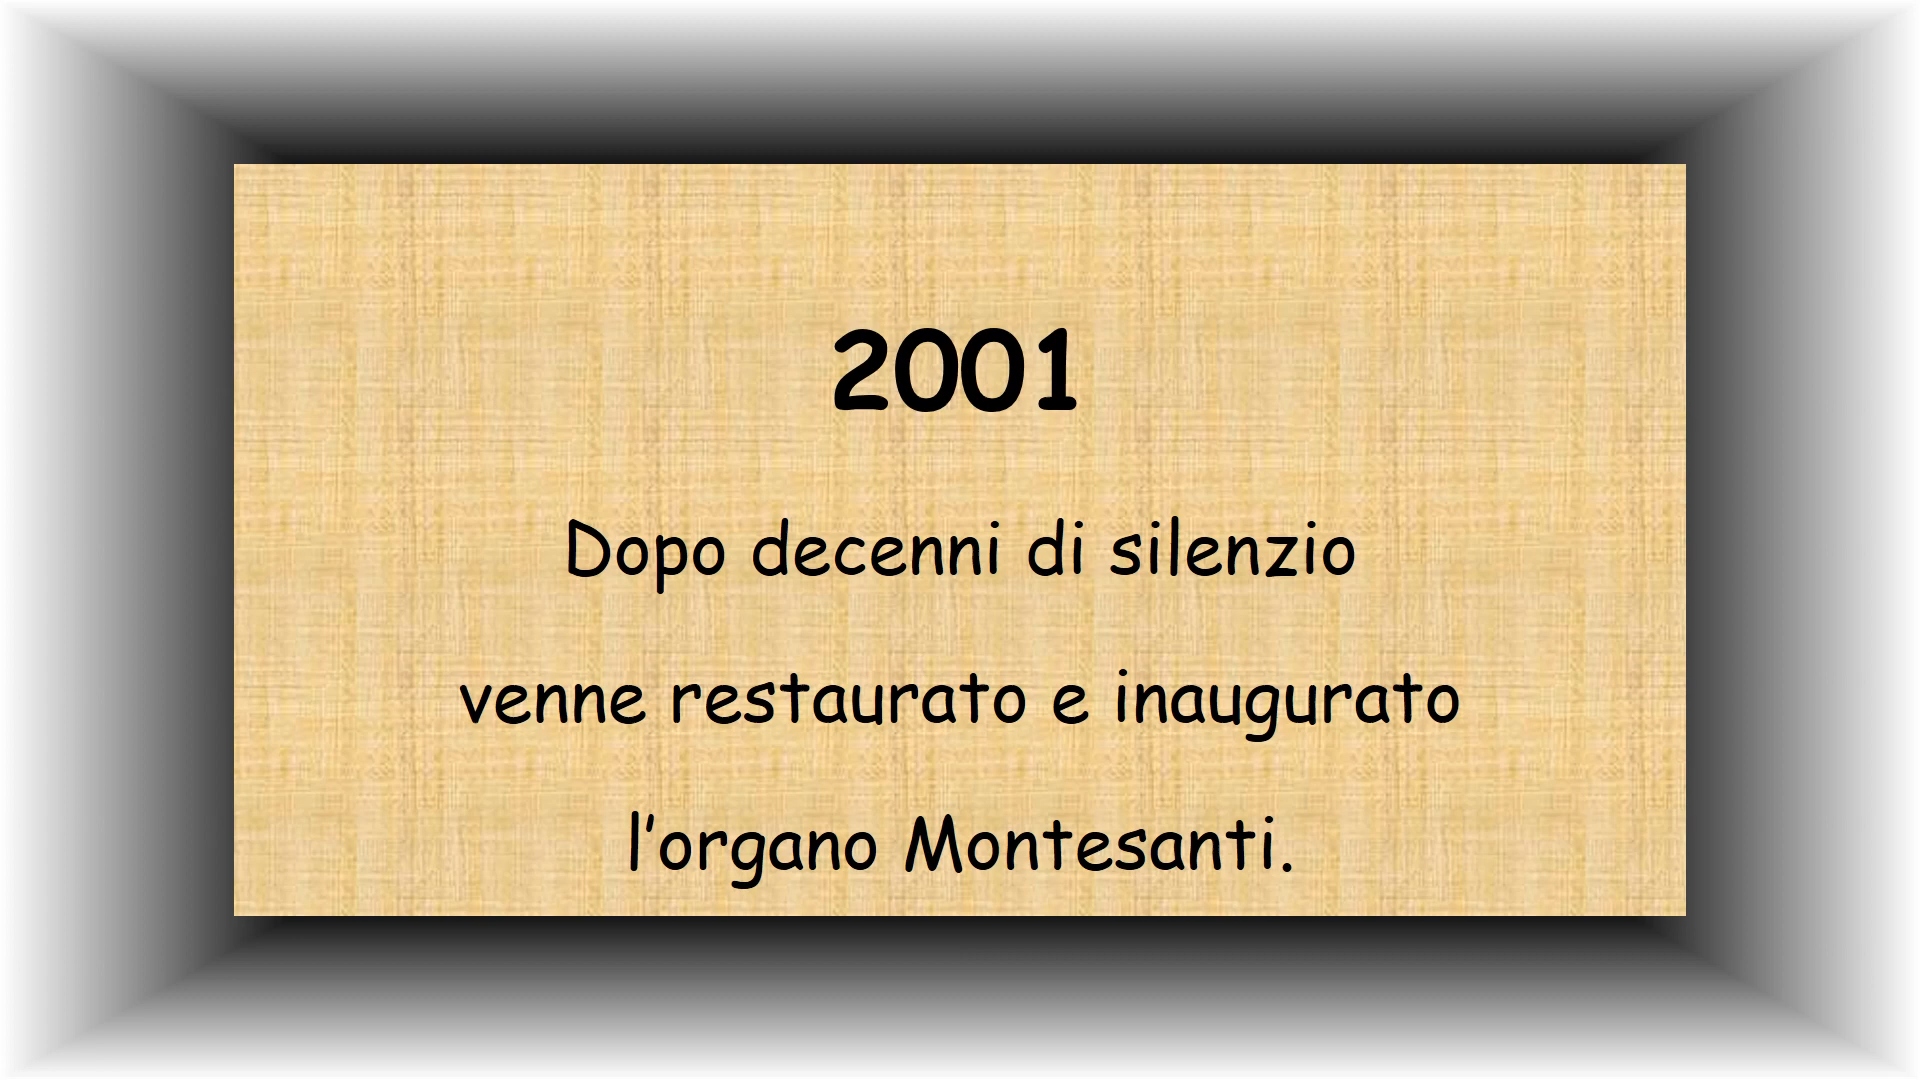 2001
Dopo decenni di silenzio
venne restaurato e inaugurato
l’organo Montesanti.